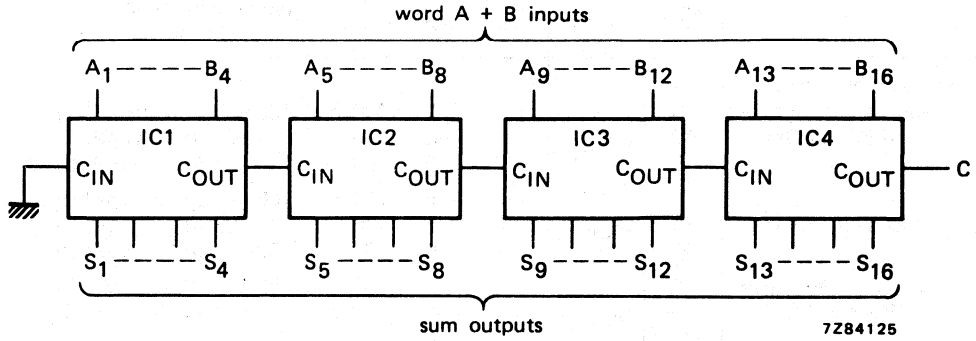 word A + B inputs
A1-----B4 A5-----B8 A9-----B12 A13-----B16
IC1 IC2 IC3 IC4
CIN COUT CIN COUT CIN COUT CIN COUT C
S1-----S4 S5-----S8 S9-----S12 S13-----S16
sum outputs
7Z84125